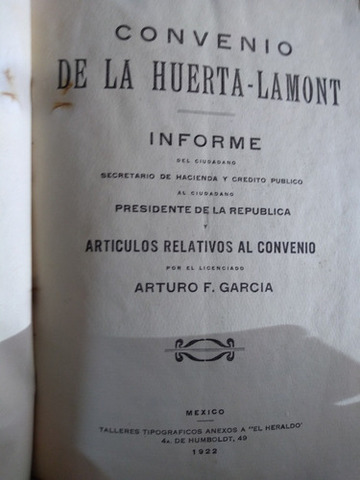 CONVENIO
DE LA HUERTA-LAMONT
INFORME
DEL CIUDADANO
SECRETARIO DE HACIENDA Y CREDITO PUBLICO
AL CIUDADANO
PRESIDENTE DE LA REPUBLICA
Y
ARTICULOS RELATIVOS AL CONVENIO
POR EL LICENCIADO
ARTURO F. GARCIA
MEXICO
TALLERES TIPOGRAFICOS ANEXOS A "EL HERALDO"
4a. DE HUMBOLDT, 49
1922